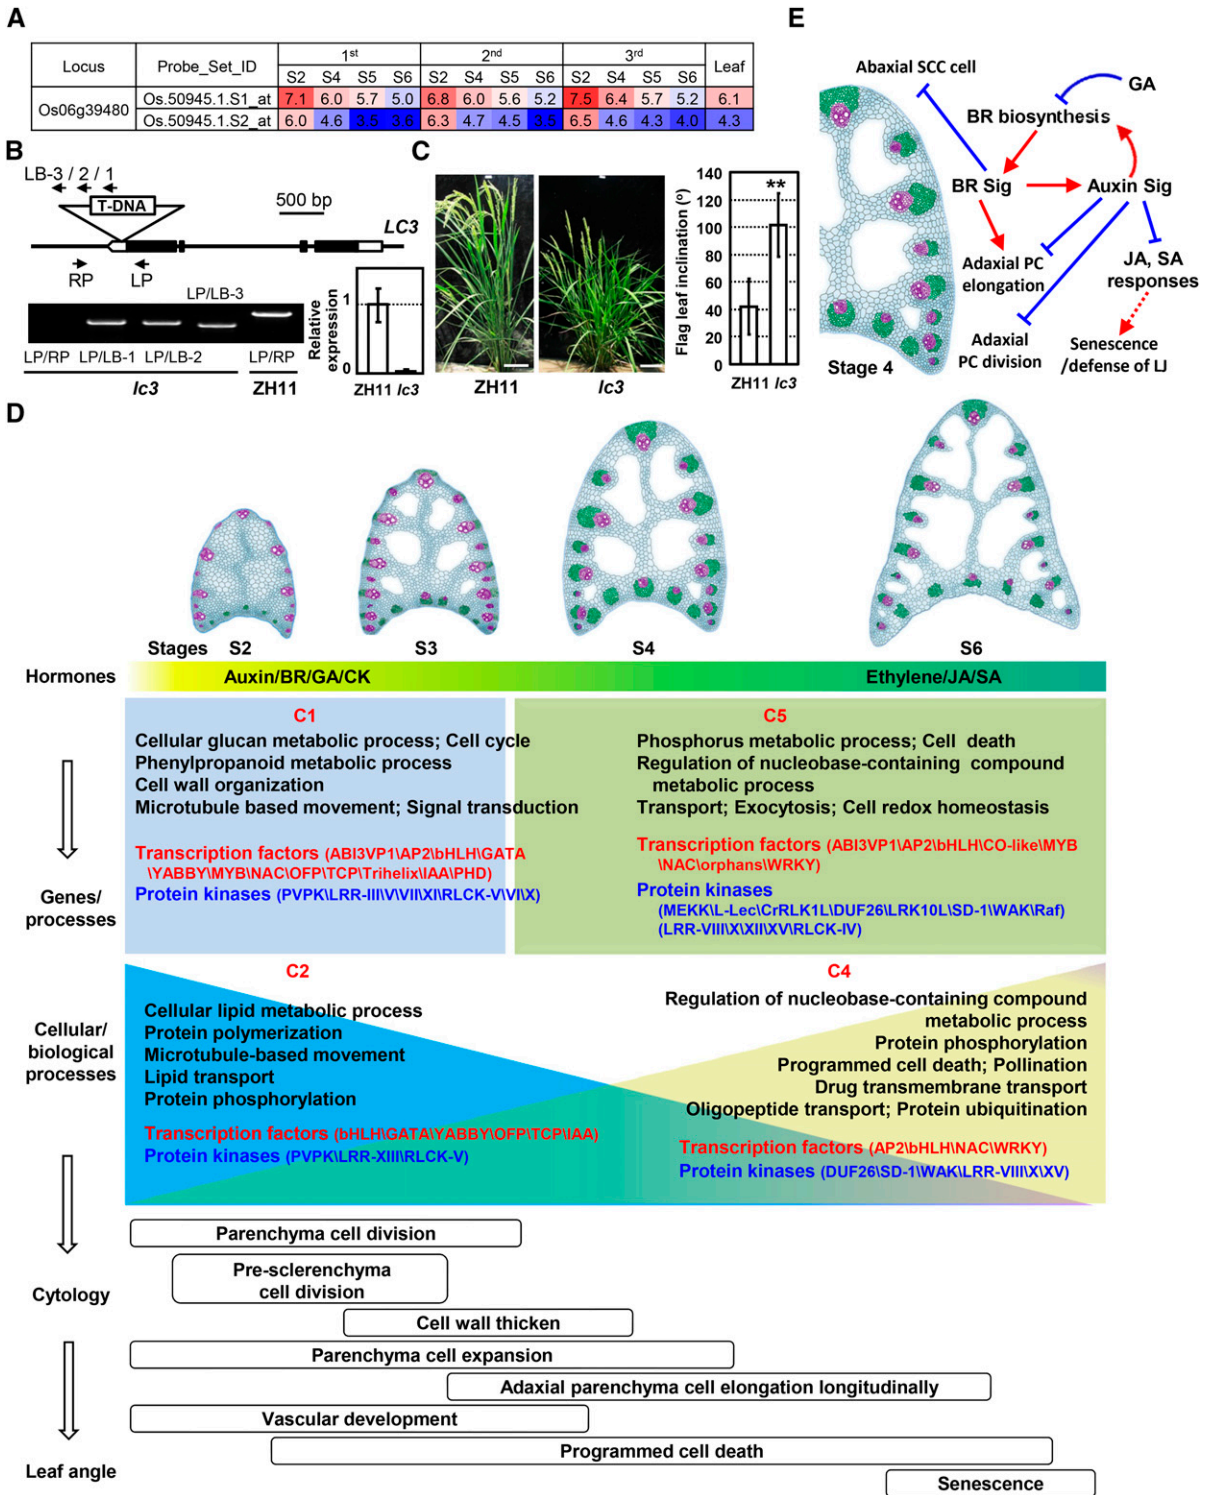 A
Locus Probe_Set_ID 1st 2nd 3rd Leaf
S2 S4 S5 S6 S2 S4 S5 S6 S2 S4 S5 S6
Os06g39480
Os.50945.1.S1_at 7.1 6.0 5.7 5.0 6.8 6.0 5.6 5.2 7.5 6.4 5.7 5.2 6.1
Os.50945.1.S2_at 6.0 4.6 3.5 3.6 6.3 4.7 4.5 3.5 6.5 4.6 4.3 4.0 4.3
B
LB-3 / 2 / 1
T-DNA
500 bp
LC3
RP LP
LP/LB-3
LP/RP LP/LB-1 LP/LB-2 LP/RP
lc3 ZH11
Relative
expression
1
0
ZH11 lc3
C
ZH11 lc3
Flag leaf inclination (º)
140
120
100
80
60
40
20
0
**
ZH11 lc3
E
Abaxial SCC cell
GA
BR biosynthesis
BR Sig
Auxin Sig
Adaxial PC
elongation
JA, SA
responses
Adaxial
PC division
Senescence
/defense of LJ
Stage 4
D
Stages S2 S3 S4 S6
Hormones Auxin/BR/GA/CK Ethylene/JA/SA
Genes/
processes
C1
Cellular glucan metabolic process; Cell cycle
Phenylpropanoid metabolic process
Cell wall organization
Microtubule based movement; Signal transduction
Transcription factors (ABI3VP1\AP2\bHLH\GATA
\YABBY\MYB\NAC\OFP\TCP\Trihelix\IAA\PHD)
Protein kinases (PVPK\LRR-III\V\VII\XI\RLCK-V\VI\X)
C5
Phosphorus metabolic process; Cell death
Regulation of nucleobase-containing compound
metabolic process
Transport; Exocytosis; Cell redox homeostasis
Transcription factors (ABI3VP1\AP2\bHLH\CO-like\MYB
\NAC\orphans\WRKY)
Protein kinases
(MEKK\L-Lec\CrRLK1L\DUF26\LRK10L\SD-1\WAK\Raf)
(LRR-VIII\X\XII\XV\RLCK-IV)
Cellular/
biological
processes
C2
Cellular lipid metabolic process
Protein polymerization
Microtubule-based movement
Lipid transport
Protein phosphorylation
Transcription factors (bHLH\GATA\YABBY\OFP\TCP\IAA)
Protein kinases (PVPK\LRR-XIII\RLCK-V)
C4
Regulation of nucleobase-containing compound
metabolic process
Protein phosphorylation
Programmed cell death; Pollination
Drug transmembrane transport
Oligopeptide transport; Protein ubiquitination
Transcription factors (AP2\bHLH\NAC\WRKY)
Protein kinases (DUF26\SD-1\WAK\LRR-VIII\X\XV)
Cytology
Parenchyma cell division
Pre-sclerenchyma
cell division
Cell wall thicken
Parenchyma cell expansion
Adaxial parenchyma cell elongation longitudinally
Vascular development
Programmed cell death
Leaf angle
Senescence